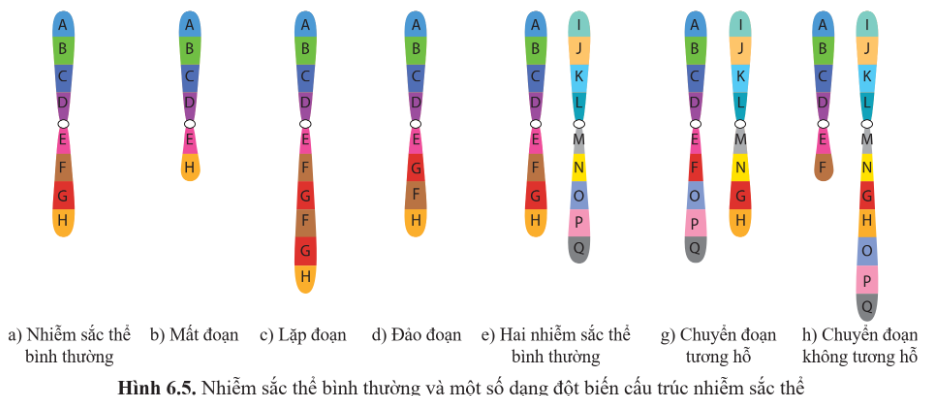 A A A A A I A I A I
B B B B B J B J B J
C C C C C K C K C K
D D D D D L D L D L
E E E E E M E M E M
F H F G F N F N F N
G G F G O O G G
H F H H P P H H
G Q Q O
H P
Q
a) Nhiễm sắc thể b) Mất đoạn c) Lặp đoạn d) Đảo đoạn e) Hai nhiễm sắc thể g) Chuyển đoạn h) Chuyển đoạn
bình thường bình thường tương hỗ không tương hỗ
Hình 6.5. Nhiễm sắc thể bình thường và một số dạng đột biến cấu trúc nhiễm sắc thể